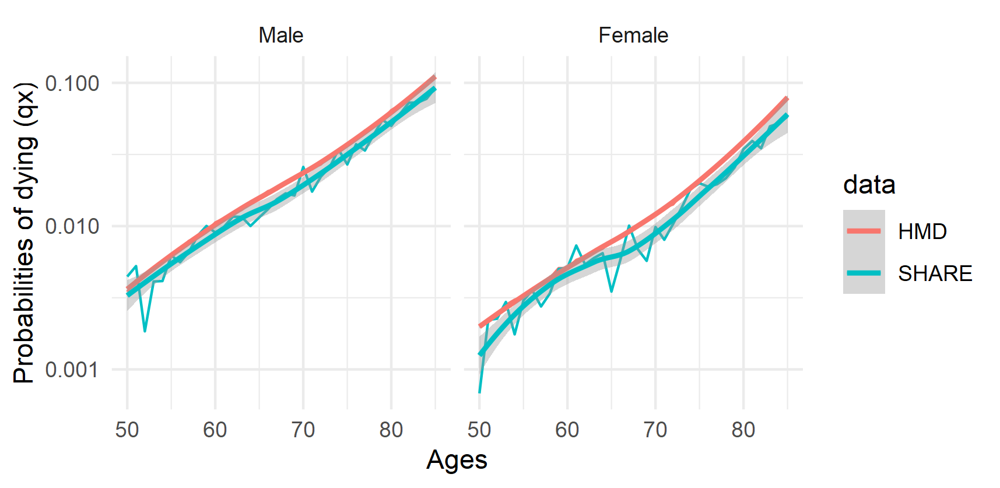 Male
Female
Probabilities of dying (qx)
0.100
0.010
0.001
50 60 70 80
50 60 70 80
Ages
data
HMD
SHARE